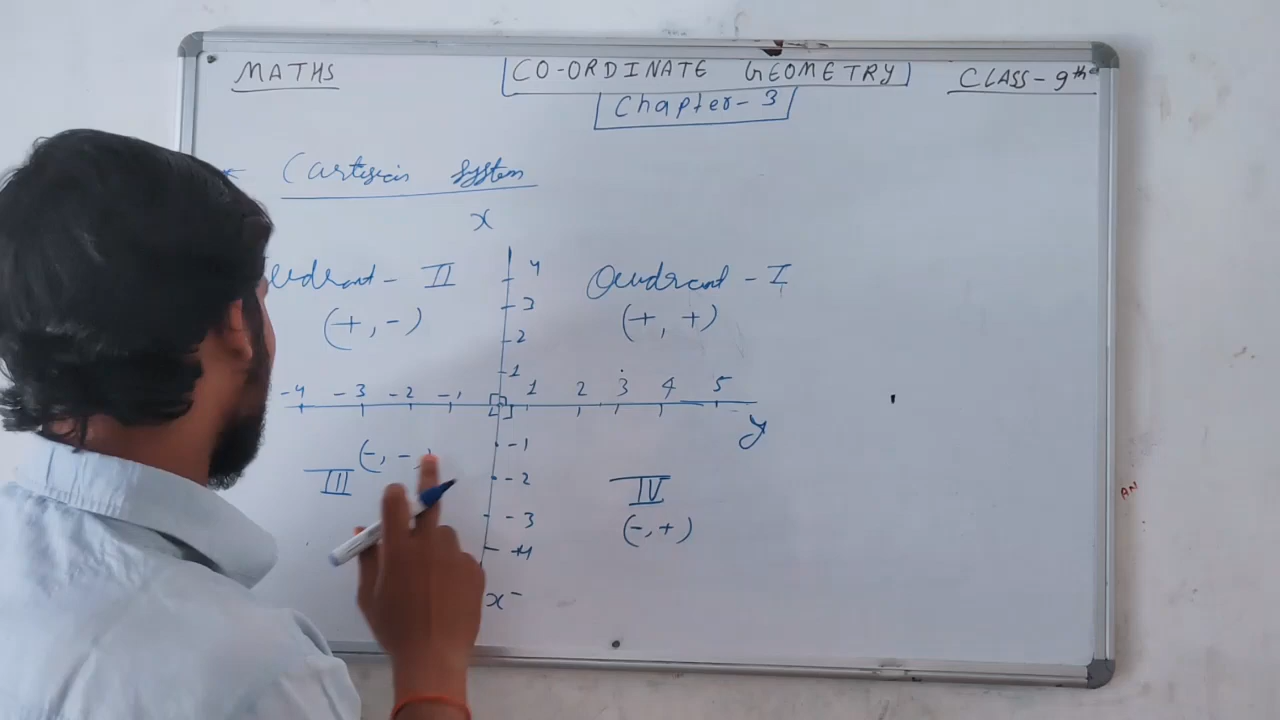 MATHS
CO-ORDINATE GEOMETRY
CLASS-9th
Chapter-3
System
x
Quadrant - I
II
(+, -)
(+, +)
4
3
2
1
-4 -3 -2 -1 1 2 3 4 5
y
-1
-2
-3
-4
(-, -
III
IV
(-, +)
x-